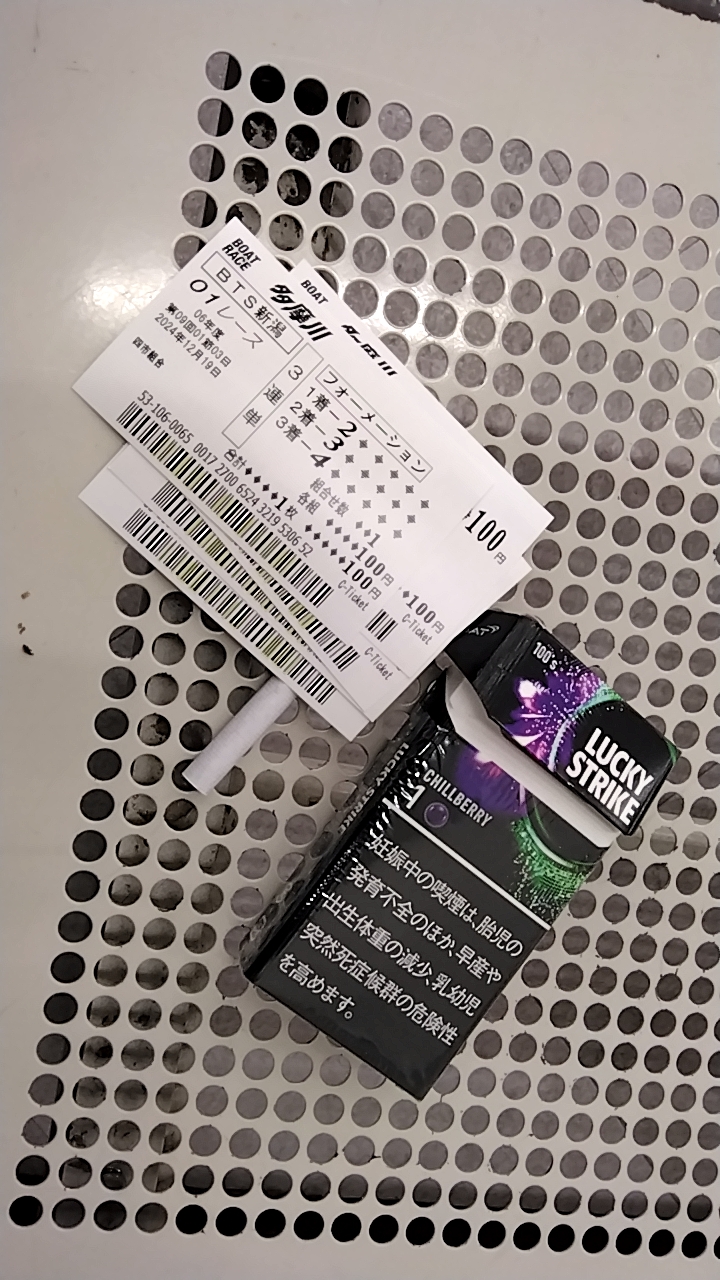 BOAT
RACE
多摩川
BTS新潟
01レース
06年度
第09回01節03日
2024年12月19日
四市組合
3連単
フォーメーション
1着 2
2着 3
3着 4
組合せ数 1
各組 100円
合計 1枚 100円
53-106-0065 0017 2700 6524 3219 5306 52
C-Ticket
BOAT
100円
100円
C-Ticket
C-Ticket
100's
LUCKY
STRIKE
CHILLBERRY
妊娠中の喫煙は、胎児の
発育不全のほか、早産や
出生体重の減少、乳幼児
突然死症候群の危険性
を高めます。